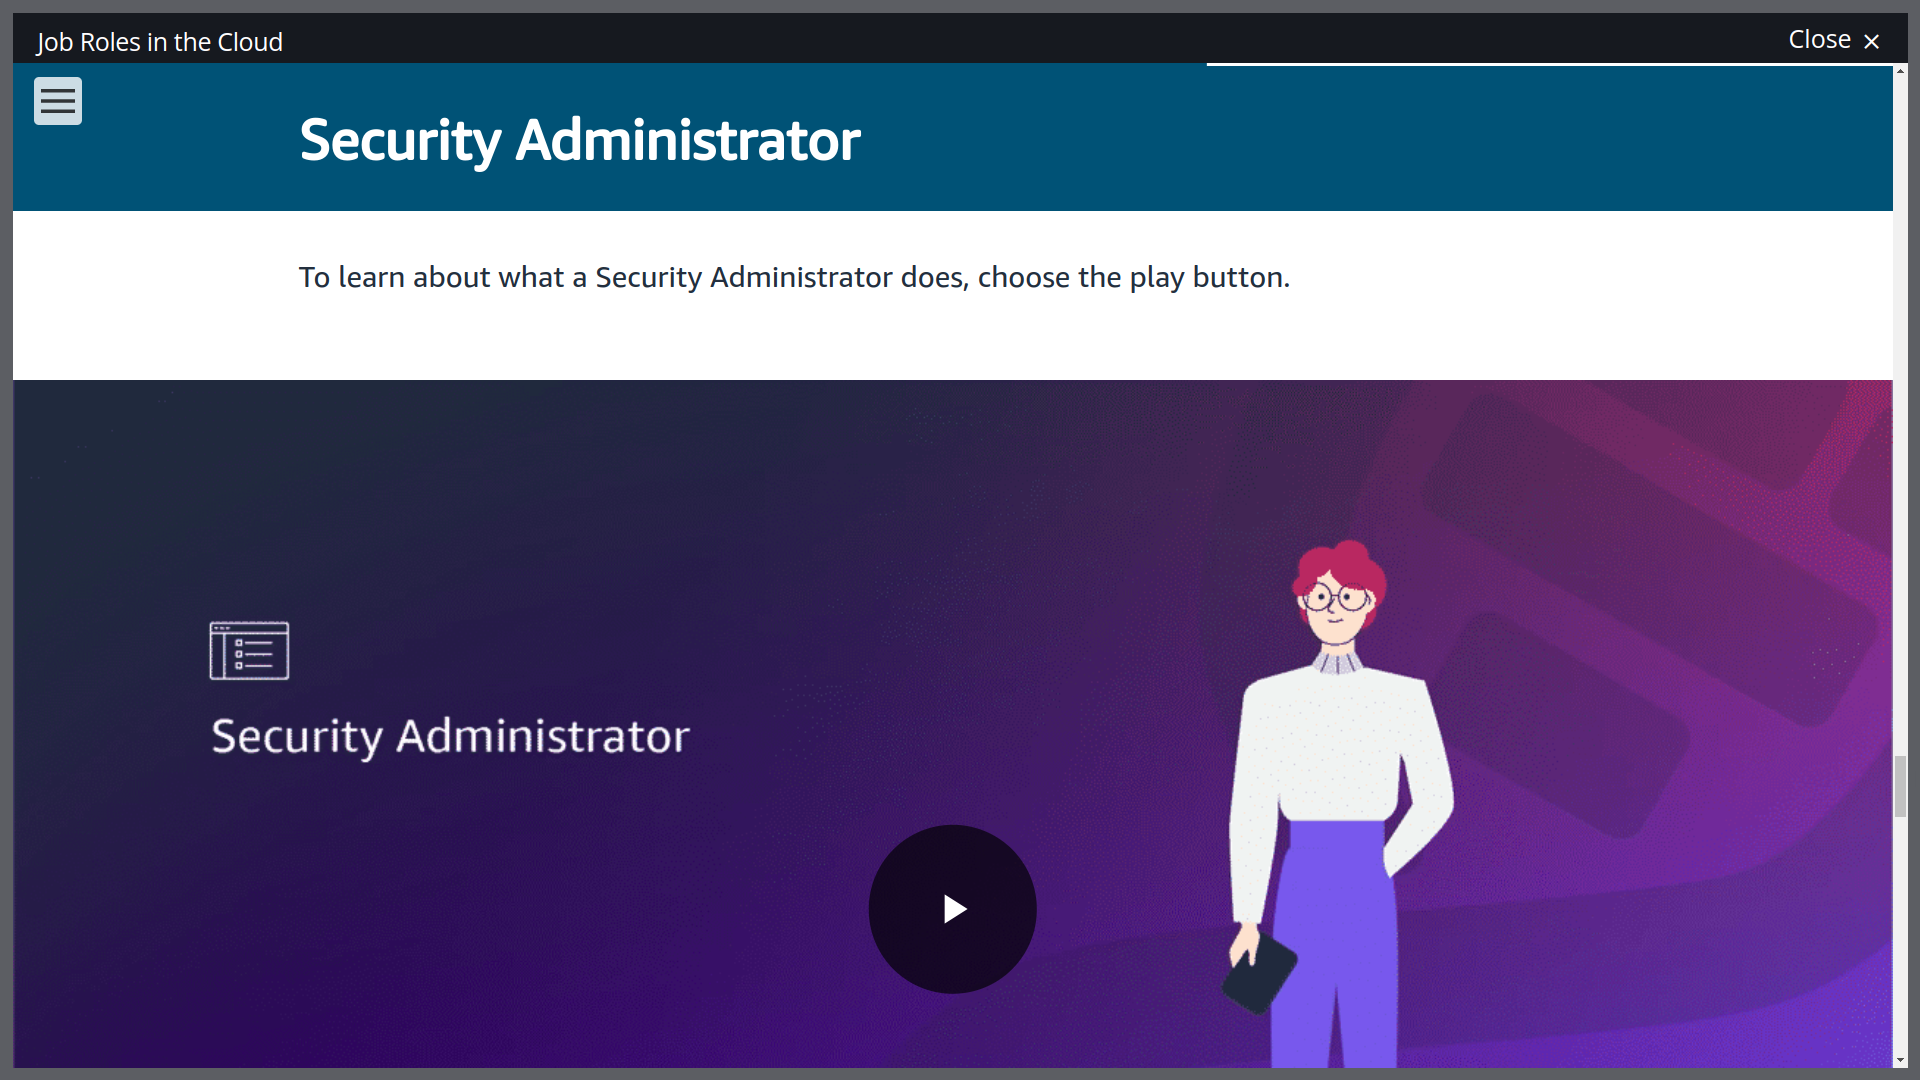 Job Roles in the Cloud
Close ×
Security Administrator
To learn about what a Security Administrator does, choose the play button.
Security Administrator